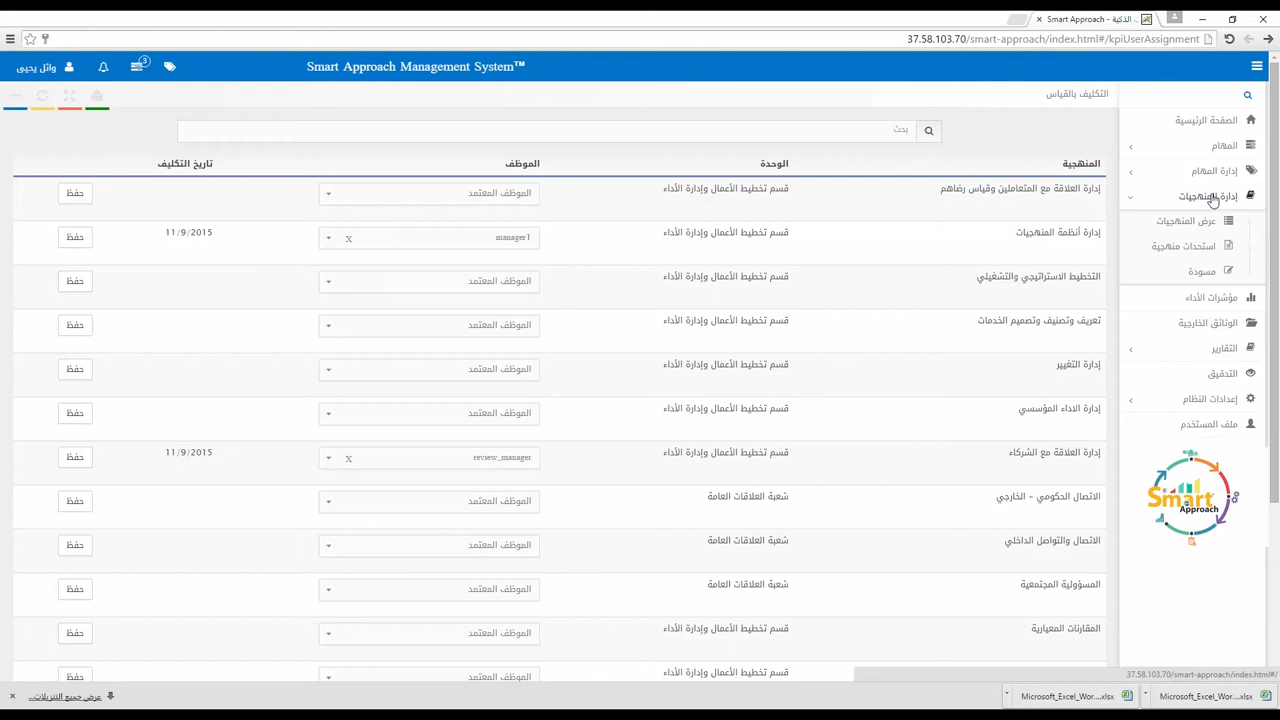 Smart Approach - الذكية
37.58.103.70/smart-approach/index.html#/kpiUserAssignment
Smart Approach Management System™
3
وائل يحيى
التكليف بالقياس
بحث
المنهجية الوحدة الموظف تاريخ التكليف
إدارة العلاقة مع المتعاملين وقياس رضاهم قسم تخطيط الأعمال وإدارة الأداء الموظف المعتمد حفظ
إدارة أنظمة المنهجيات قسم تخطيط الأعمال وإدارة الأداء manager1 X 11/9/2015 حفظ
التخطيط الاستراتيجي والتشغيلي قسم تخطيط الأعمال وإدارة الأداء الموظف المعتمد حفظ
تعريف وتصنيف وتصميم الخدمات قسم تخطيط الأعمال وإدارة الأداء الموظف المعتمد حفظ
إدارة التغيير قسم تخطيط الأعمال وإدارة الأداء الموظف المعتمد حفظ
إدارة الاداء المؤسسي قسم تخطيط الأعمال وإدارة الأداء الموظف المعتمد حفظ
إدارة العلاقة مع الشركاء قسم تخطيط الأعمال وإدارة الأداء review_manager X 11/9/2015 حفظ
الاتصال الحكومي - الخارجي شعبة العلاقات العامة الموظف المعتمد حفظ
الاتصال والتواصل الداخلي شعبة العلاقات العامة الموظف المعتمد حفظ
المسؤولية المجتمعية شعبة العلاقات العامة الموظف المعتمد حفظ
المقارنات المعيارية قسم تخطيط الأعمال وإدارة الأداء الموظف المعتمد حفظ
قسم تخطيط الأعمال وإدارة الأداء الموظف المعتمد حفظ
الصفحة الرئيسية
المهام
إدارة المهام
إدارة المنهجيات
عرض المنهجيات
استحداث منهجية
مسودة
مؤشرات الأداء
الوثائق الخارجية
التقارير
التدقيق
إعدادات النظام
ملف المستخدم
Smart
Approach
37.58.103.70/smart-approach/index.html#/
Microsoft_Excel_Wor....xlsx
Microsoft_Excel_Wor....xlsx
عرض جميع التنزيلات...